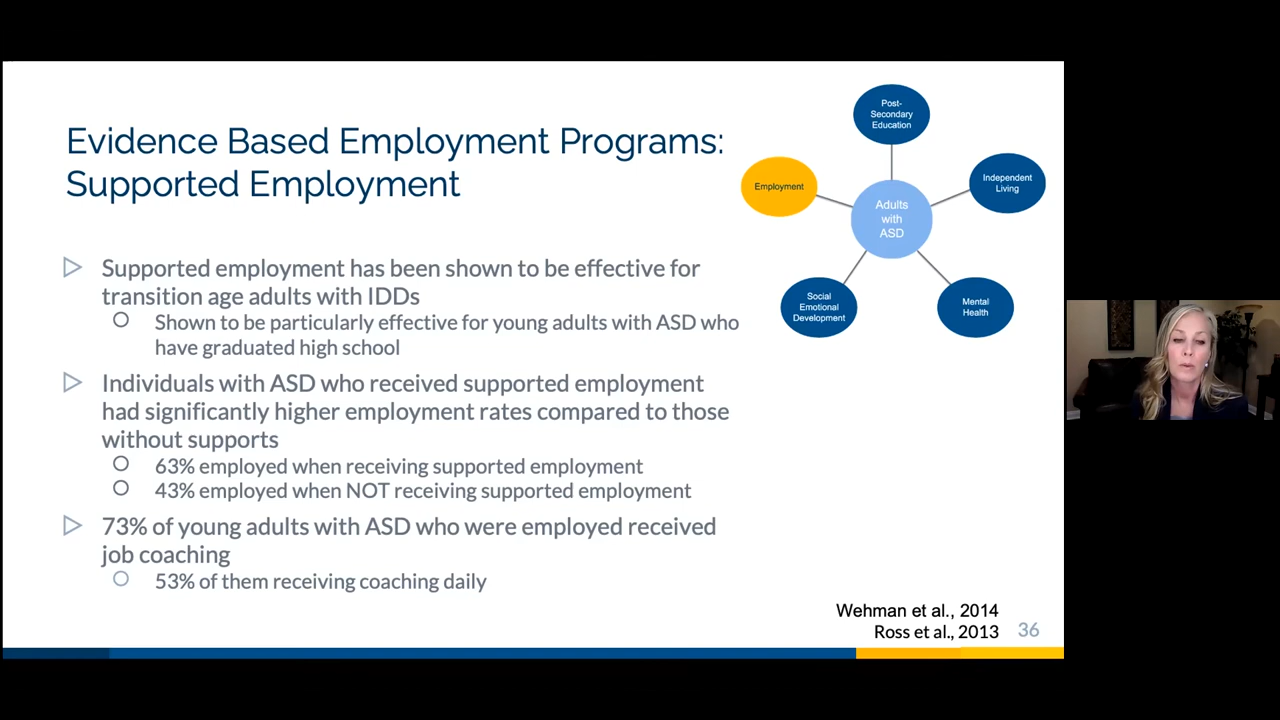 Evidence Based Employment Programs:
Supported Employment
Supported employment has been shown to be effective for
transition age adults with IDDs
Shown to be particularly effective for young adults with ASD who
have graduated high school
Individuals with ASD who received supported employment
had significantly higher employment rates compared to those
without supports
63% employed when receiving supported employment
43% employed when NOT receiving supported employment
73% of young adults with ASD who were employed received
job coaching
53% of them receiving coaching daily
Post-
Secondary
Education
Employment
Independent
Living
Adults
with
ASD
Social
Emotional
Development
Mental
Health
Wehman et al., 2014
Ross et al., 2013
36